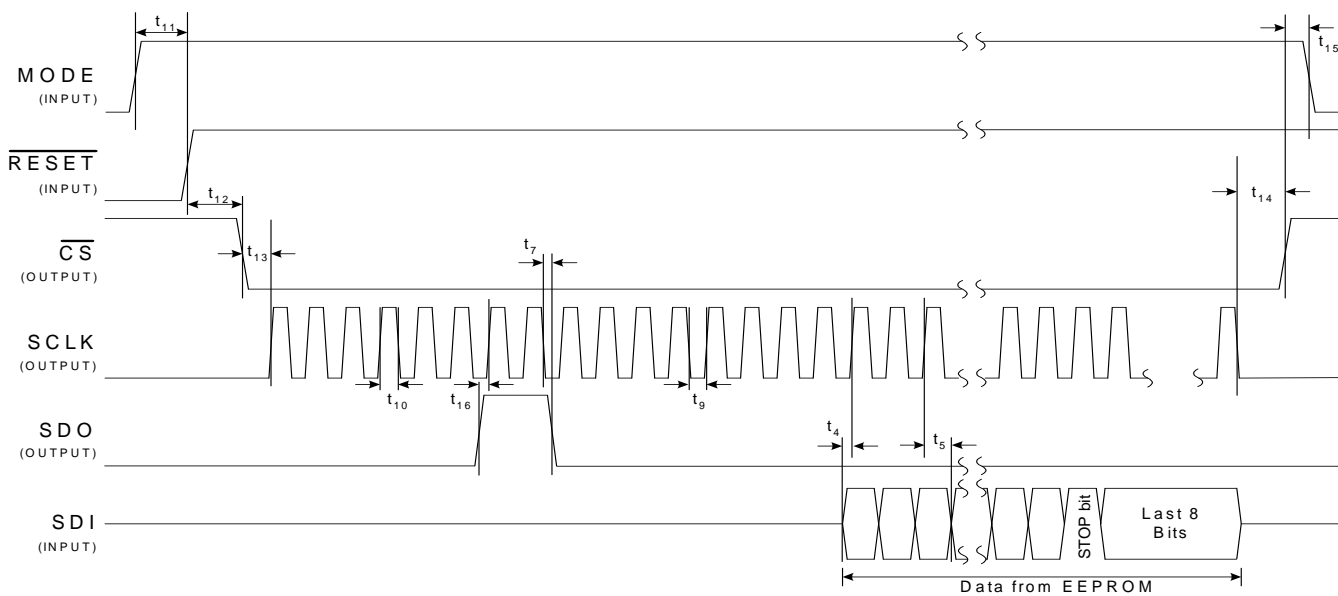 t11
t15
MODE
(INPUT)
RESET
(INPUT)
t12
t14
CS
(OUTPUT)
t13
t7
SCLK
(OUTPUT)
t10
t16
t9
SDO
(OUTPUT)
t4
t5
SDI
(INPUT)
STOP bit
Last 8
Bits
Data from EEPROM